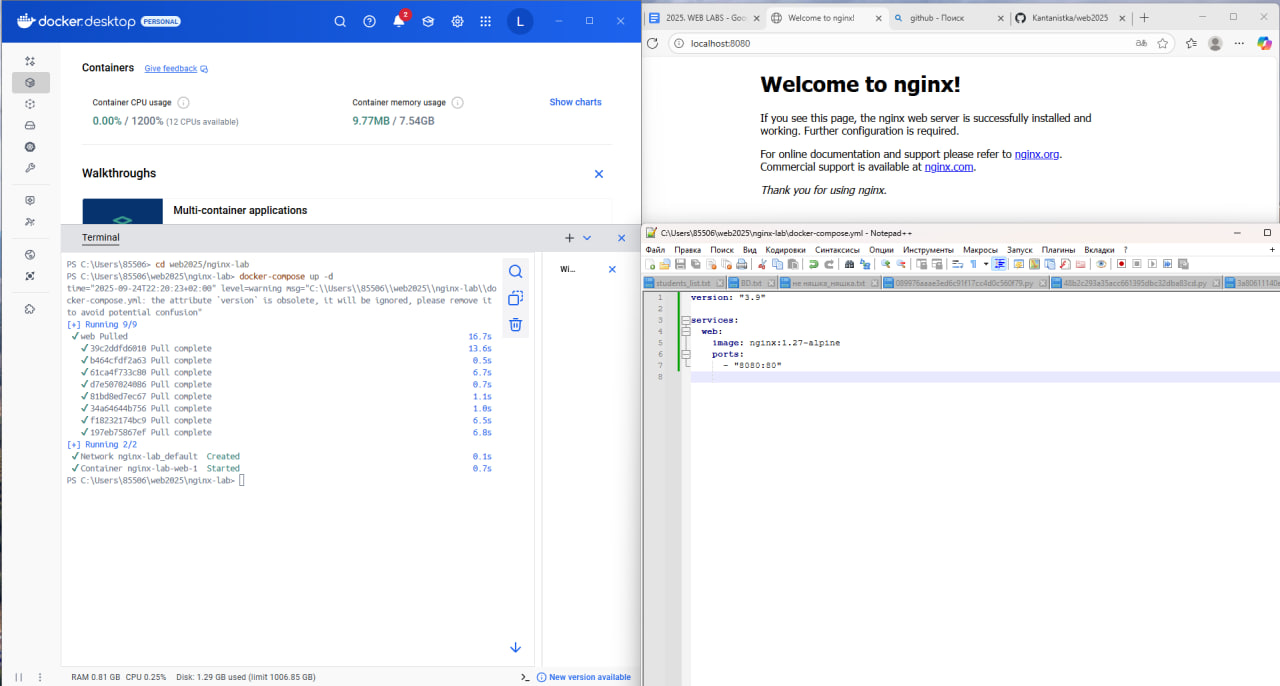 docker.desktop PERSONAL
2
L
Containers Give feedback
Container CPU usage
0.00% / 1200% (12 CPUs available)
Container memory usage
9.77MB / 7.54GB
Show charts
Walkthroughs
Multi-container applications
Terminal
PS C:\Users\85506> cd web2025/nginx-lab
PS C:\Users\85506\web2025\nginx-lab> docker-compose up -d
time="2025-09-24T22:20:23+02:00" level=warning msg="C:\\Users\\85506\\web2025\\nginx-lab\\do
cker-compose.yml: the attribute `version` is obsolete, it will be ignored, please remove it
to avoid potential confusion"
[+] Running 9/9
✓web Pulled 16.7s
✓39c2ddfd6010 Pull complete 13.6s
✓b464cfdf2a63 Pull complete 0.5s
✓61ca4f733c80 Pull complete 6.7s
✓d7e507024086 Pull complete 0.7s
✓81bd8ed7ec67 Pull complete 1.1s
✓34a64644b756 Pull complete 1.0s
✓f18232174bc9 Pull complete 6.5s
✓197eb75867ef Pull complete 6.8s
[+] Running 2/2
✓Network nginx-lab_default Created 0.1s
✓Container nginx-lab-web-1 Started 0.7s
PS C:\Users\85506\web2025\nginx-lab>
Wi...
RAM 0.81 GB CPU 0.25% Disk: 1.29 GB used (limit 1006.85 GB)
New version available
2025. WEB LABS - Goo
Welcome to nginx!
github - Поиск
Kantanistka/web2025
localhost:8080
Welcome to nginx!
If you see this page, the nginx web server is successfully installed and
working. Further configuration is required.
For online documentation and support please refer to nginx.org.
Commercial support is available at nginx.com.
Thank you for using nginx.
C:\Users\85506\web2025\nginx-lab\docker-compose.yml - Notepad++
Файл Правка Поиск Вид Кодировки Синтаксисы Опции Инструменты Макросы Запуск Плагины Вкладки ?
students_list.txt
BD.txt
не няшка_няшка.txt
1 version: "3.9"
2
3 services:
4 web:
5 image: nginx:1.27-alpine
6 ports:
7 - "8080:80"
8